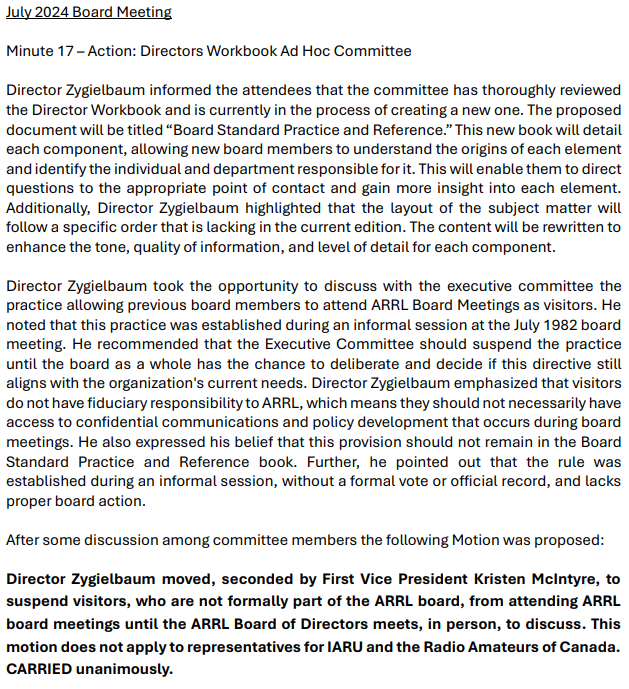 July 2024 Board Meeting
Minute 17 – Action: Directors Workbook Ad Hoc Committee
Director Zygielbaum informed the attendees that the committee has thoroughly reviewed
the Director Workbook and is currently in the process of creating a new one. The proposed
document will be titled “Board Standard Practice and Reference.” This new book will detail
each component, allowing new board members to understand the origins of each element
and identify the individual and department responsible for it. This will enable them to direct
questions to the appropriate point of contact and gain more insight into each element.
Additionally, Director Zygielbaum highlighted that the layout of the subject matter will
follow a specific order that is lacking in the current edition. The content will be rewritten to
enhance the tone, quality of information, and level of detail for each component.
Director Zygielbaum took the opportunity to discuss with the executive committee the
practice allowing previous board members to attend ARRL Board Meetings as visitors. He
noted that this practice was established during an informal session at the July 1982 board
meeting. He recommended that the Executive Committee should suspend the practice
until the board as a whole has the chance to deliberate and decide if this directive still
aligns with the organization's current needs. Director Zygielbaum emphasized that visitors
do not have fiduciary responsibility to ARRL, which means they should not necessarily have
access to confidential communications and policy development that occurs during board
meetings. He also expressed his belief that this provision should not remain in the Board
Standard Practice and Reference book. Further, he pointed out that the rule was
established during an informal session, without a formal vote or official record, and lacks
proper board action.
After some discussion among committee members the following Motion was proposed:
Director Zygielbaum moved, seconded by First Vice President Kristen McIntyre, to
suspend visitors, who are not formally part of the ARRL board, from attending ARRL
board meetings until the ARRL Board of Directors meets, in person, to discuss. This
motion does not apply to representatives for IARU and the Radio Amateurs of Canada.
CARRIED unanimously.